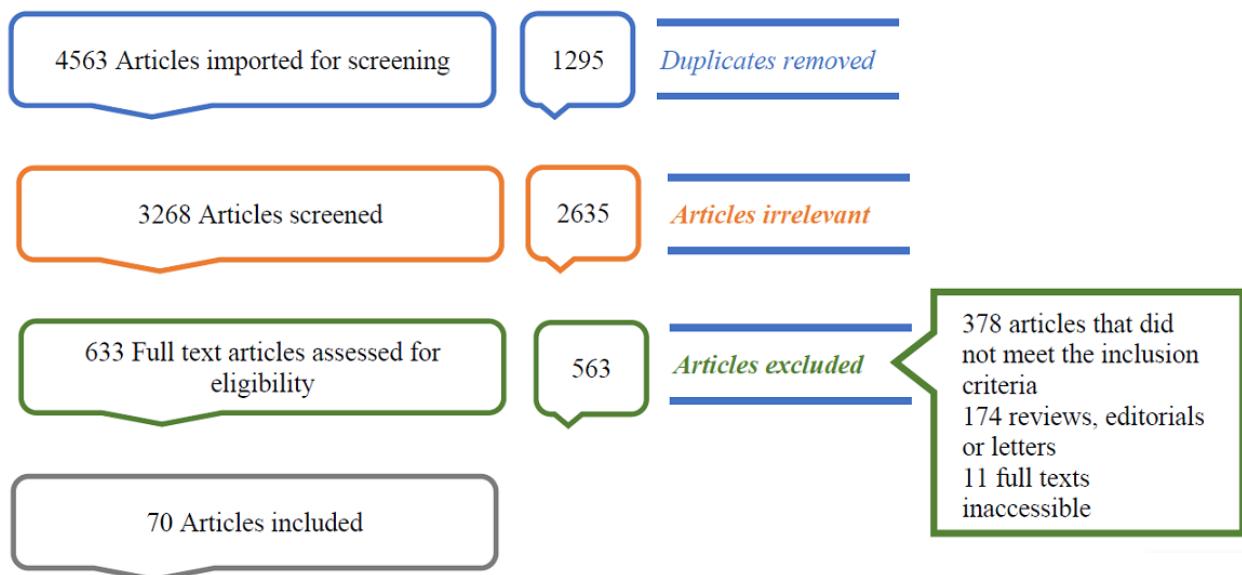 4563 Articles imported for screening
1295
Duplicates removed
3268 Articles screened
2635
Articles irrelevant
633 Full text articles assessed for
eligibility
563
Articles excluded
378 articles that did
not meet the inclusion
criteria
174 reviews, editorials
or letters
11 full texts
inaccessible
70 Articles included